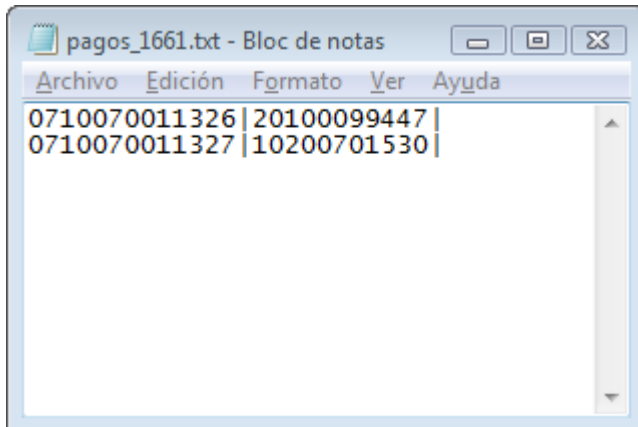 pagos_1661.txt - Bloc de notas
Archivo Edición Formato Ver Ayuda
0710070011326|20100099447|
0710070011327|10200701530|